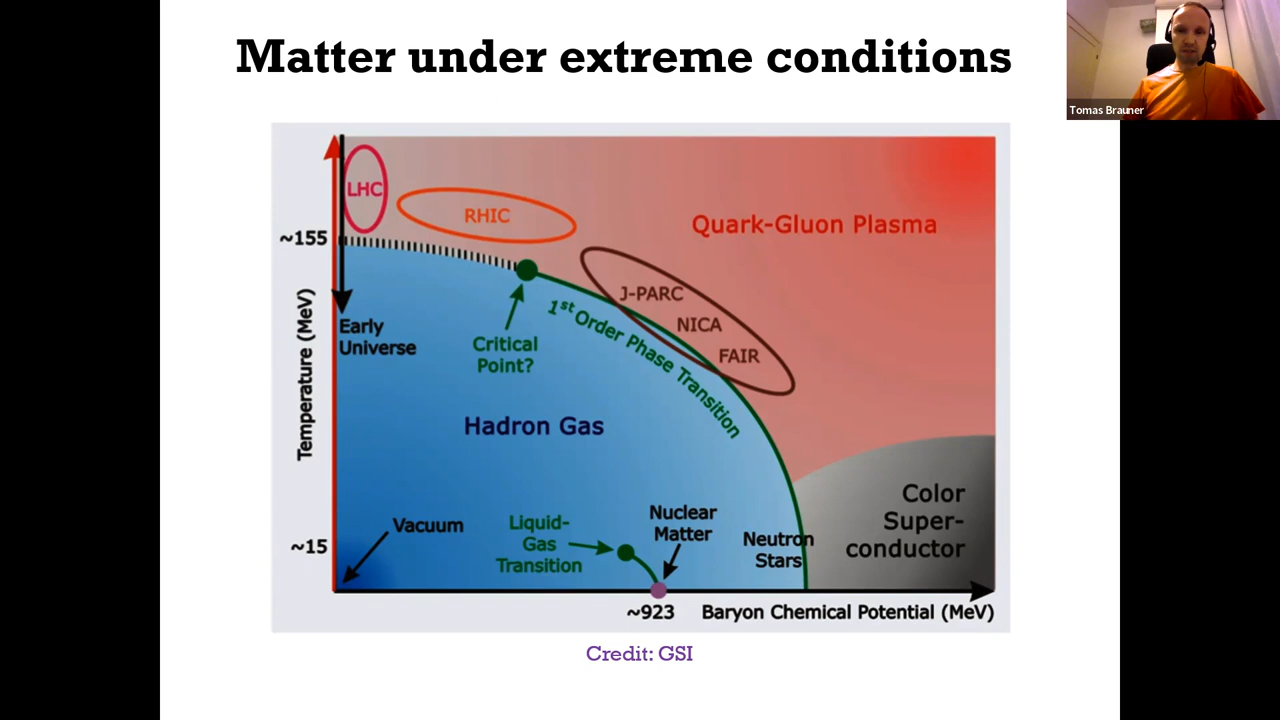 Matter under extreme conditions
Tomas Brauner
LHC
RHIC
Quark-Gluon Plasma
~155
J-PARC
NICA
FAIR
1st Order Phase Transition
Early
Universe
Critical
Point?
Temperature (MeV)
Hadron Gas
Color
Super-
conductor
Vacuum
Liquid-
Gas
Transition
Nuclear
Matter
Neutron
Stars
~15
~923
Baryon Chemical Potential (MeV)
Credit: GSI